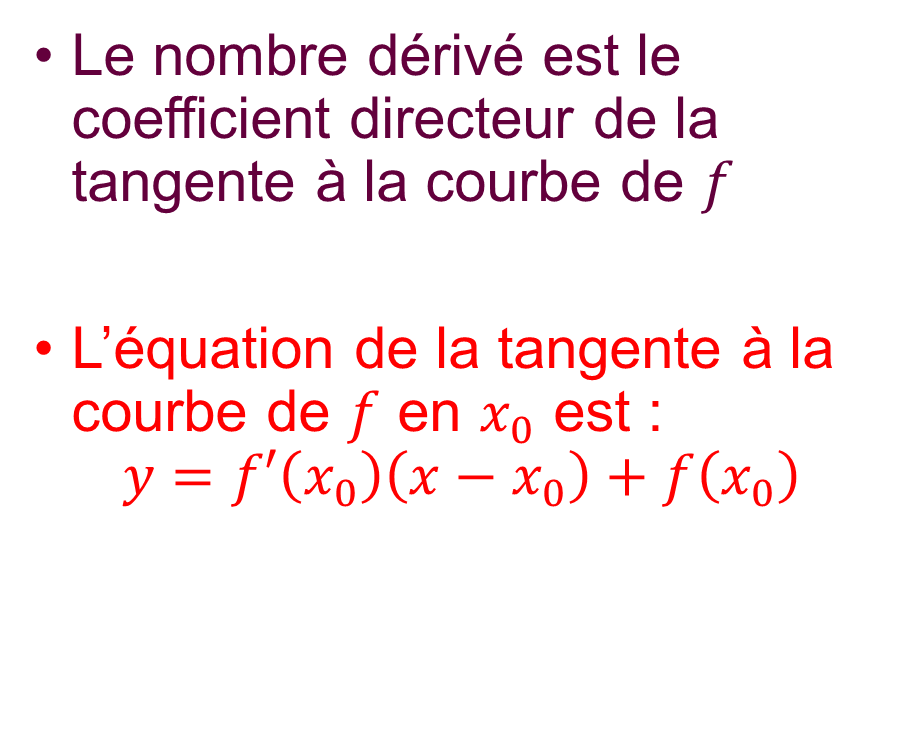 • Le nombre dérivé est le
coefficient directeur de la
tangente à la courbe de 𝑓
• L’équation de la tangente à la
courbe de 𝑓 en 𝑥₀ est :
𝑦 = 𝑓′(𝑥₀)(𝑥 − 𝑥₀) + 𝑓(𝑥₀)